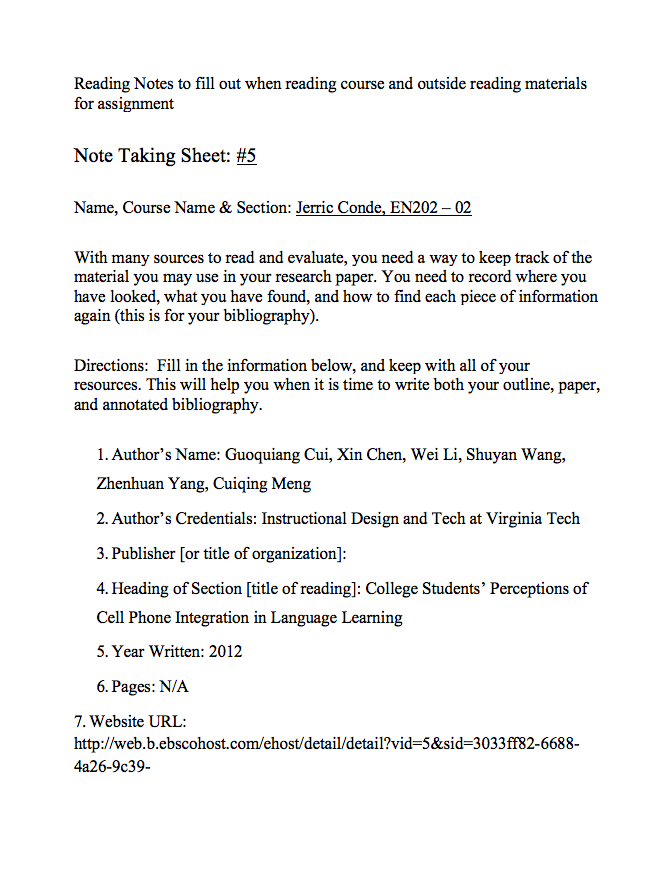 Reading Notes to fill out when reading course and outside reading materials
for assignment
Note Taking Sheet: #5
Name, Course Name & Section: Jerric Conde, EN202 – 02
With many sources to read and evaluate, you need a way to keep track of the
material you may use in your research paper. You need to record where you
have looked, what you have found, and how to find each piece of information
again (this is for your bibliography).
Directions:  Fill in the information below, and keep with all of your
resources. This will help you when it is time to write both your outline, paper,
and annotated bibliography.
1. Author’s Name: Guoquiang Cui, Xin Chen, Wei Li, Shuyan Wang,
Zhenhuan Yang, Cuiqing Meng
2. Author’s Credentials: Instructional Design and Tech at Virginia Tech
3. Publisher [or title of organization]:
4. Heading of Section [title of reading]: College Students’ Perceptions of
Cell Phone Integration in Language Learning
5. Year Written: 2012
6. Pages: N/A
7. Website URL:
http://web.b.ebscohost.com/ehost/detail/detail?vid=5&sid=3033ff82-6688-
4a26-9c39-